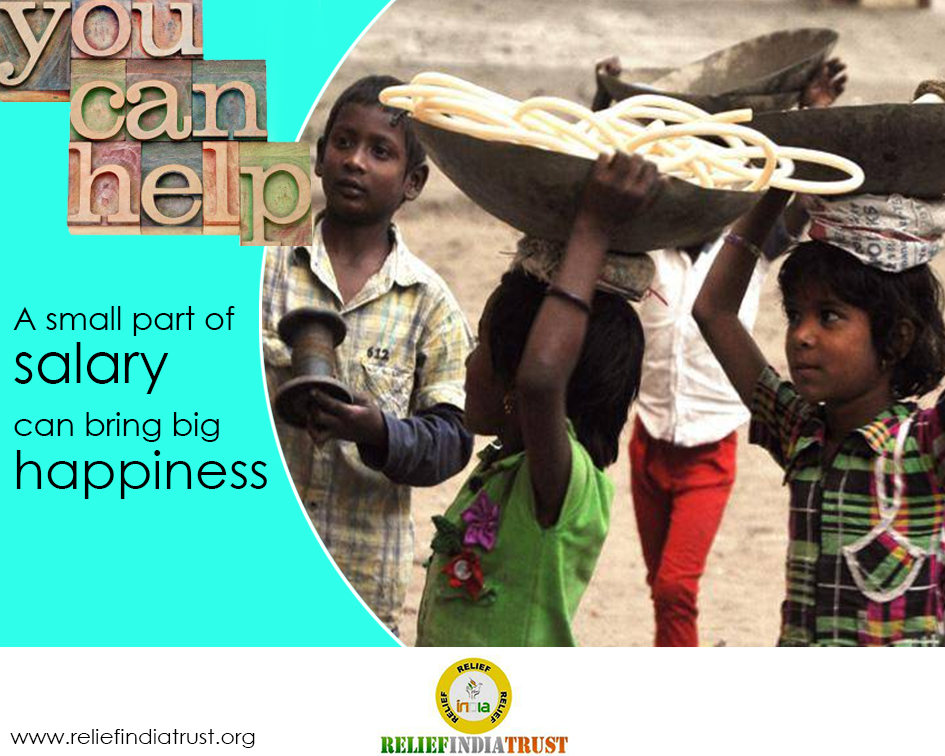 you
can
help
A small part of
salary
can bring big
happiness
612
RELIEF
RELIEF
RELIEF
india
RELIEFINDIATRUST
www.reliefindiatrust.org